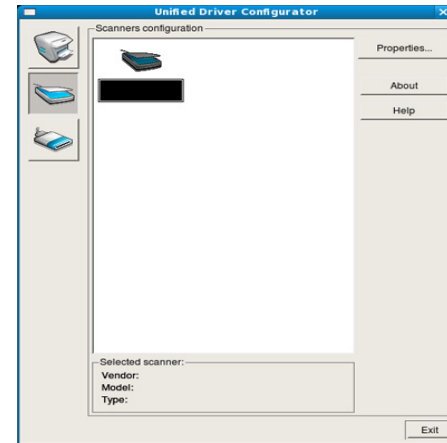 Unified Driver Configurator
Scanners configuration
Properties...
About
Help
Selected scanner:
Vendor:
Model:
Type:
Exit